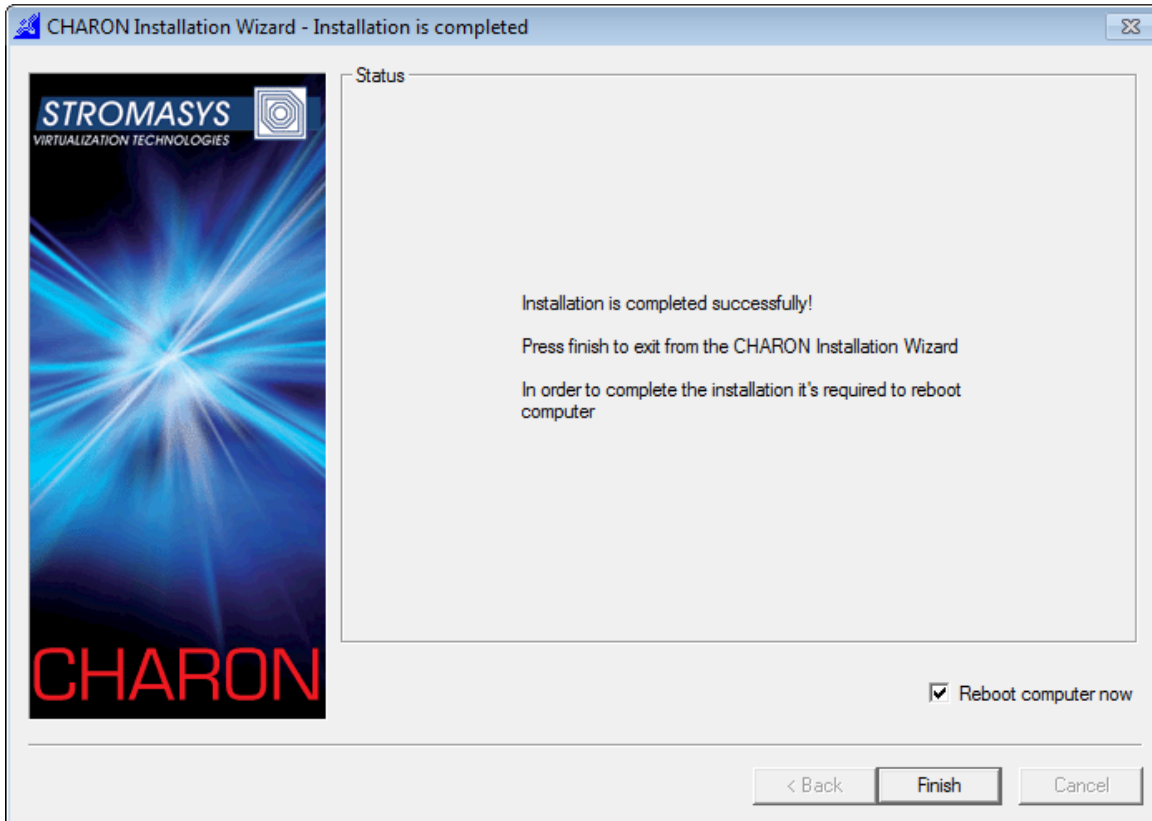 CHARON Installation Wizard - Installation is completed
STROMASYS
VIRTUALIZATION TECHNOLOGIES
CHARON
Status
Installation is completed successfully!
Press finish to exit from the CHARON Installation Wizard
In order to complete the installation it's required to reboot
computer
Reboot computer now
< Back
Finish
Cancel